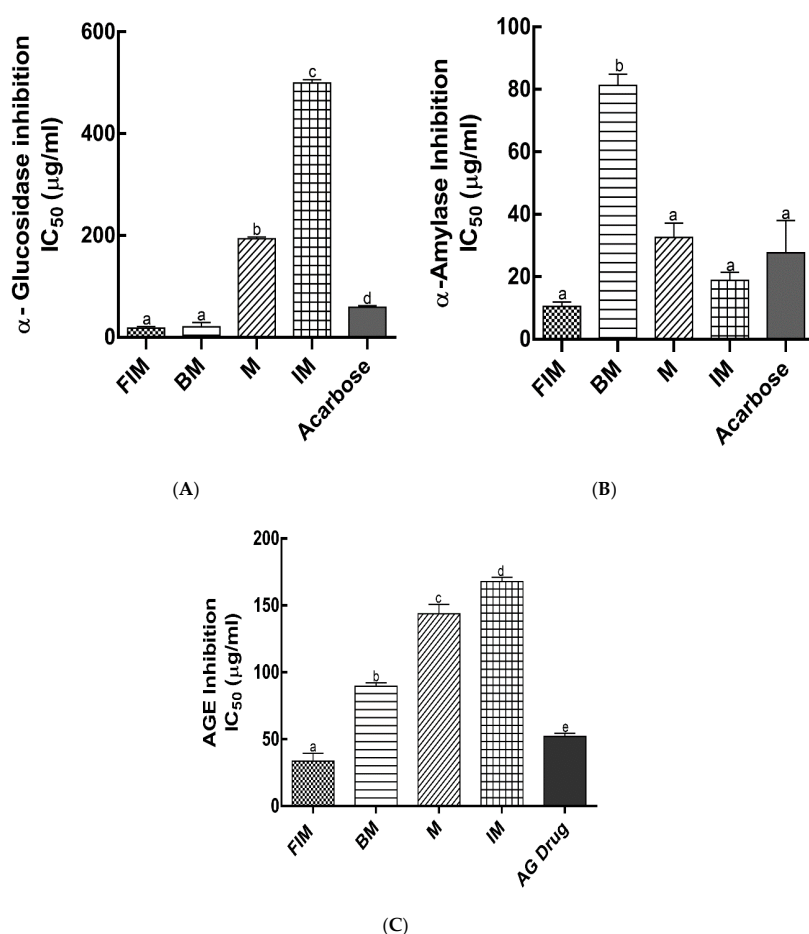 α- Glucosidase inhibition
IC50 (μg/ml)
600
400
200
0
a
a
b
c
d
FIM
BM
M
IM
Acarbose
(A)
α-Amylase Inhibition
IC50 (μg/ml)
100
80
60
40
20
0
a
b
a
a
a
FIM
BM
M
IM
Acarbose
(B)
AGE Inhibition
IC50 (μg/ml)
200
150
100
50
0
a
b
c
d
e
FIM
BM
M
IM
AG Drug
(C)